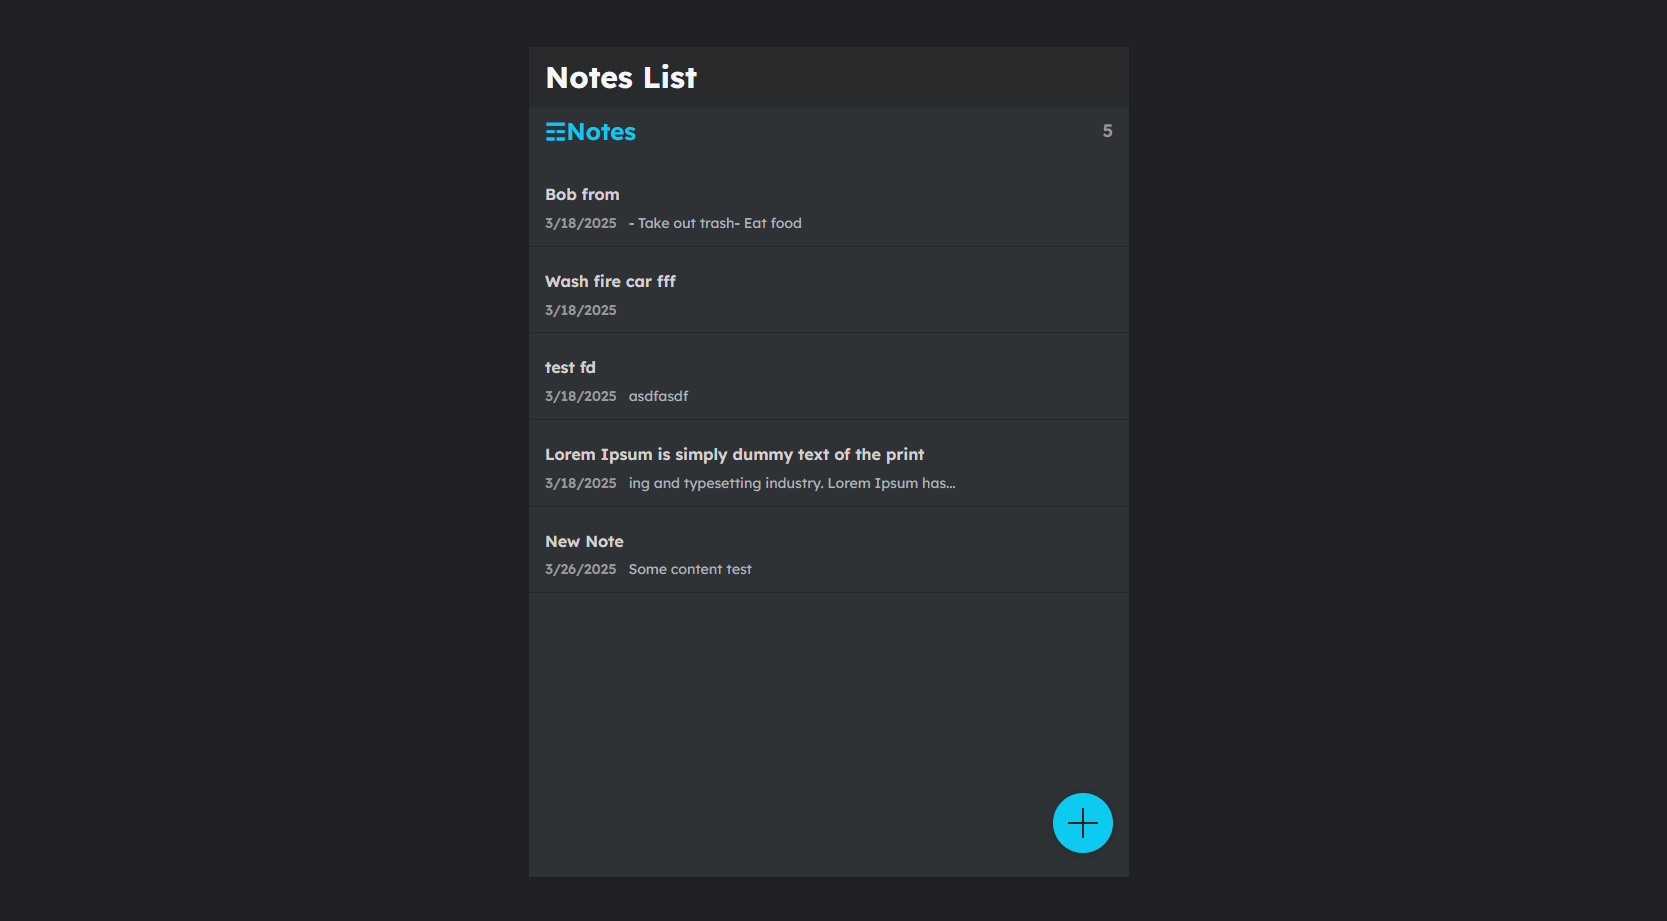 Notes List
☶Notes 5
Bob from
3/18/2025 - Take out trash- Eat food
Wash fire car fff
3/18/2025
test fd
3/18/2025 asdfasdf
Lorem Ipsum is simply dummy text of the print
3/18/2025 ing and typesetting industry. Lorem Ipsum has...
New Note
3/26/2025 Some content test